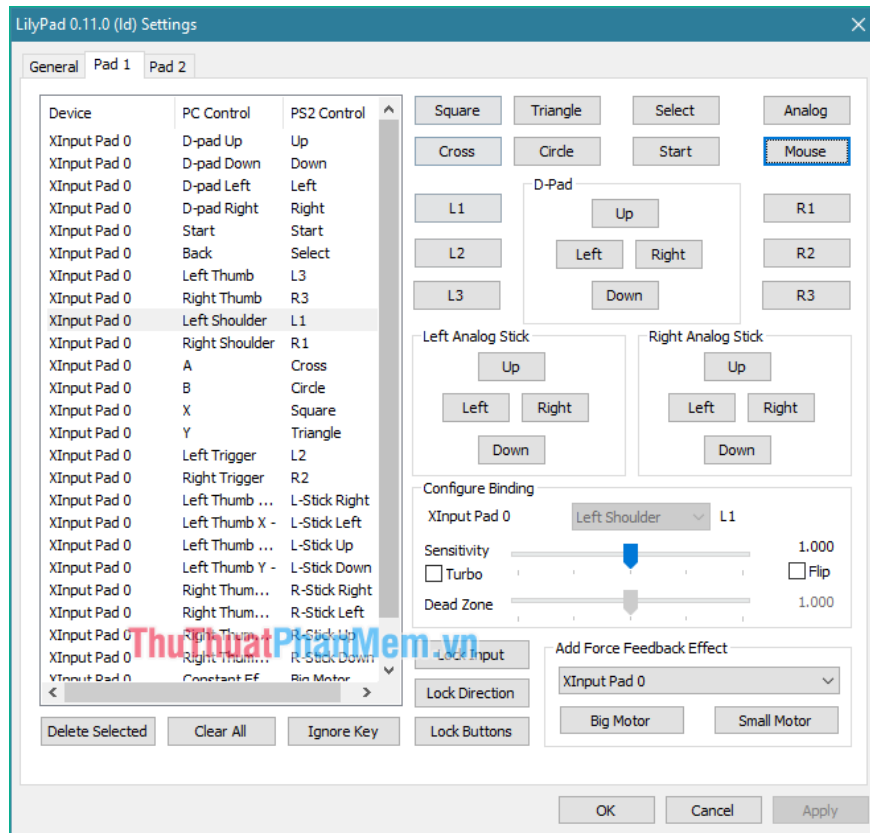 LilyPad 0.11.0 (ld) Settings
General Pad 1 Pad 2
Device PC Control PS2 Control
XInput Pad 0 D-pad Up Up
XInput Pad 0 D-pad Down Down
XInput Pad 0 D-pad Left Left
XInput Pad 0 D-pad Right Right
XInput Pad 0 Start Start
XInput Pad 0 Back Select
XInput Pad 0 Left Thumb L3
XInput Pad 0 Right Thumb R3
XInput Pad 0 Left Shoulder L1
XInput Pad 0 Right Shoulder R1
XInput Pad 0 A Cross
XInput Pad 0 B Circle
XInput Pad 0 X Square
XInput Pad 0 Y Triangle
XInput Pad 0 Left Trigger L2
XInput Pad 0 Right Trigger R2
XInput Pad 0 Left Thumb ... L-Stick Right
XInput Pad 0 Left Thumb X - L-Stick Left
XInput Pad 0 Left Thumb ... L-Stick Up
XInput Pad 0 Left Thumb Y - L-Stick Down
XInput Pad 0 Right Thum... R-Stick Right
XInput Pad 0 Right Thum... R-Stick Left
XInput Pad 0 Right Thum... R-Stick Up
XInput Pad 0 Right Thum... R-Stick Down
XInput Pad 0 Constant Ef Big Motor
Delete Selected Clear All Ignore Key
Square Triangle Select Analog
Cross Circle Start Mouse
D-Pad
L1 Up R1
L2 Left Right R2
L3 Down R3
Left Analog Stick Right Analog Stick
Up Up
Left Right Left Right
Down Down
Configure Binding
XInput Pad 0 Left Shoulder L1
Sensitivity 1.000
Turbo Flip
Dead Zone 1.000
Lock Input
Lock Direction
Lock Buttons
Add Force Feedback Effect
XInput Pad 0
Big Motor Small Motor
ThuThuatPhanMem.vn
OK Cancel Apply